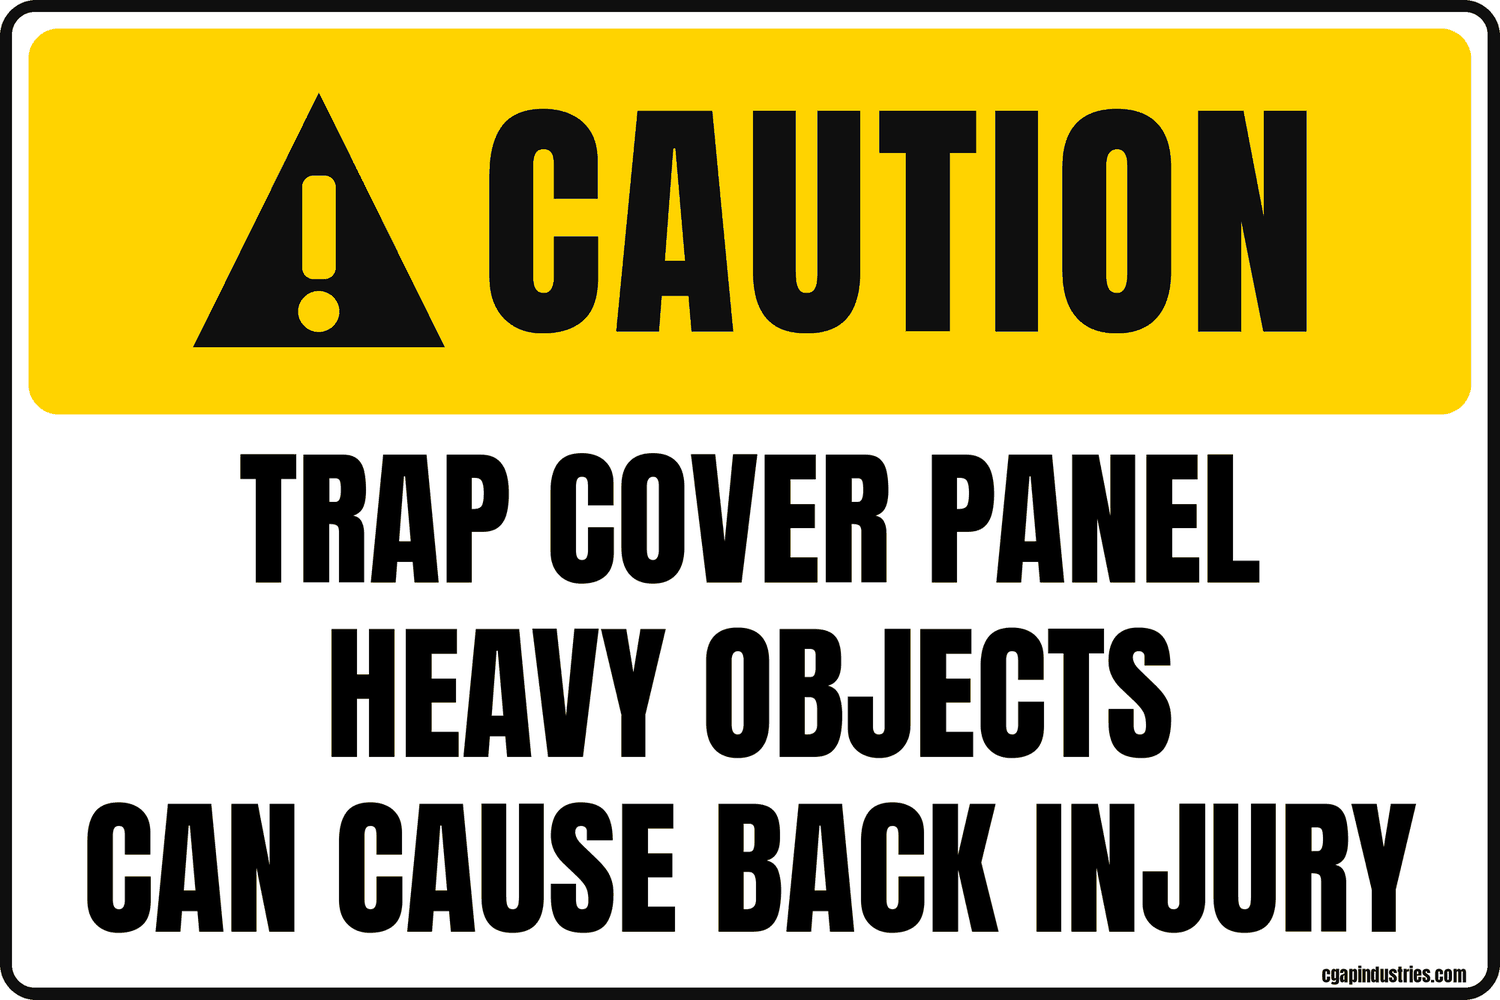 CAUTION
TRAP COVER PANEL
HEAVY OBJECTS
CAN CAUSE BACK INJURY
cgapindustries.com